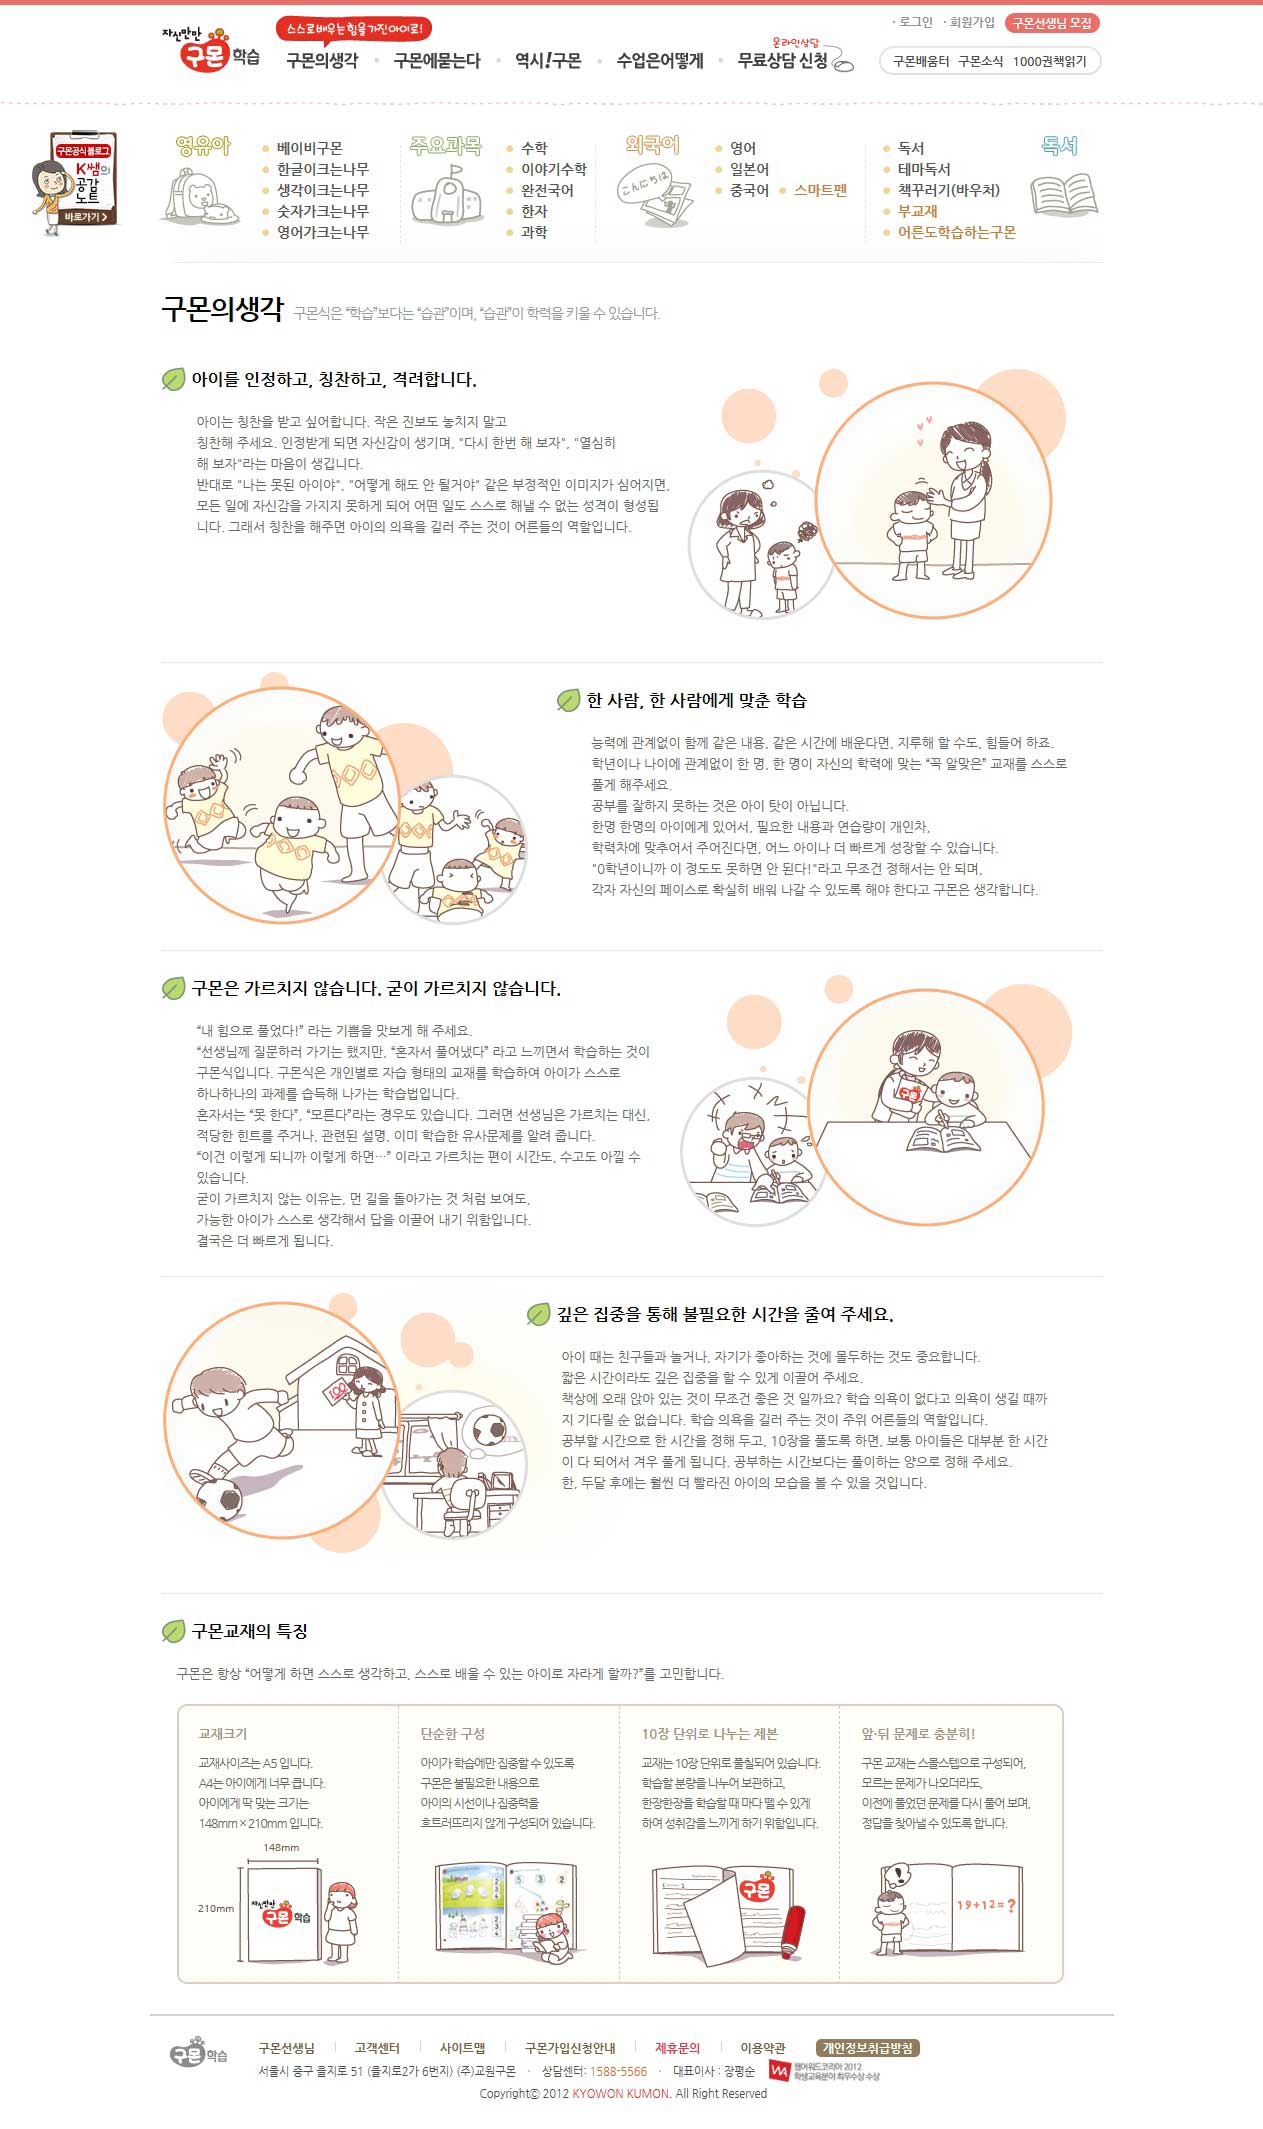 스스로배우는힘을가진아이로!
· 로그인 · 회원가입 구몬선생님 모집
자신만만 구몬학습
온라인상담
구몬의생각 구몬에묻는다 역시!구몬 수업은어떻게 무료상담 신청
구몬배움터 구몬소식 1000권책읽기
구몬공식블로그
K쌤의
공감
노트
바로가기
영유아
베이비구몬
한글이크는나무
생각이크는나무
숫자가크는나무
영어가크는나무
주요과목
수학
이야기수학
완전국어
한자
과학
외국어
こんにちは
영어
일본어
중국어 스마트펜
독서
테마독서
책꾸러기(바우처)
부교재
어른도학습하는구몬
독서
구몬의생각 구몬식은 “학습”보다는 “습관”이며, “습관”이 학력을 키울 수 있습니다.
아이를 인정하고, 칭찬하고, 격려합니다.
아이는 칭찬을 받고 싶어합니다. 작은 진보도 놓치지 말고
칭찬해 주세요. 인정받게 되면 자신감이 생기며, "다시 한번 해 보자", "열심히
해 보자"라는 마음이 생깁니다.
반대로 "나는 못된 아이야", "어떻게 해도 안 될거야" 같은 부정적인 이미지가 심어지면,
모든 일에 자신감을 가지지 못하게 되어 어떤 일도 스스로 해낼 수 없는 성격이 형성됩
니다. 그래서 칭찬을 해주면 아이의 의욕을 길러 주는 것이 어른들의 역할입니다.
한 사람, 한 사람에게 맞춘 학습
능력에 관계없이 함께 같은 내용, 같은 시간에 배운다면, 지루해 할 수도, 힘들어 하죠.
학년이나 나이에 관계없이 한 명, 한 명이 자신의 학력에 맞는 “꼭 알맞은” 교재를 스스로
풀게 해주세요.
공부를 잘하지 못하는 것은 아이 탓이 아닙니다.
한명 한명의 아이에게 있어서, 필요한 내용과 연습량이 개인차,
학력차에 맞추어서 주어진다면, 어느 아이나 더 빠르게 성장할 수 있습니다.
"0학년이니까 이 정도도 못하면 안 된다!"라고 무조건 정해서는 안 되며,
각자 자신의 페이스로 확실히 배워 나갈 수 있도록 해야 한다고 구몬은 생각합니다.
구몬은 가르치지 않습니다. 굳이 가르치지 않습니다.
“내 힘으로 풀었다!” 라는 기쁨을 맛보게 해 주세요.
“선생님께 질문하러 가기는 했지만, “혼자서 풀어냈다” 라고 느끼면서 학습하는 것이
구몬식입니다. 구몬식은 개인별로 자습 형태의 교재를 학습하여 아이가 스스로
하나하나의 과제를 습득해 나가는 학습법입니다.
혼자서는 “못 한다”, “모른다”라는 경우도 있습니다. 그러면 선생님은 가르치는 대신,
적당한 힌트를 주거나, 관련된 설명, 이미 학습한 유사문제를 알려 줍니다.
“이건 이렇게 되니까 이렇게 하면…” 이라고 가르치는 편이 시간도, 수고도 아낄 수
있습니다.
굳이 가르치지 않는 이유는, 먼 길을 돌아가는 것 처럼 보여도,
가능한 아이가 스스로 생각해서 답을 이끌어 내기 위함입니다.
결국은 더 빠르게 됩니다.
구몬
깊은 집중을 통해 불필요한 시간을 줄여 주세요.
100
아이 때는 친구들과 놀거나, 자기가 좋아하는 것에 몰두하는 것도 중요합니다.
짧은 시간이라도 깊은 집중을 할 수 있게 이끌어 주세요.
책상에 오래 앉아 있는 것이 무조건 좋은 것 일까요? 학습 의욕이 없다고 의욕이 생길 때까
지 기다릴 순 없습니다. 학습 의욕을 길러 주는 것이 주위 어른들의 역할입니다.
공부할 시간으로 한 시간을 정해 두고, 10장을 풀도록 하면, 보통 아이들은 대부분 한 시간
이 다 되어서 겨우 풀게 됩니다. 공부하는 시간보다는 풀이하는 양으로 정해 주세요.
한, 두달 후에는 훨씬 더 빨라진 아이의 모습을 볼 수 있을 것입니다.
구몬교재의 특징
구몬은 항상 “어떻게 하면 스스로 생각하고, 스스로 배울 수 있는 아이로 자라게 할까?”를 고민합니다.
교재크기
교재사이즈는 A5 입니다.
A4는 아이에게 너무 큽니다.
아이에게 딱 맞는 크기는
148mm × 210mm 입니다.
148mm
210mm
자신만만 구몬학습
단순한 구성
아이가 학습에만 집중할 수 있도록
구몬은 불필요한 내용으로
아이의 시선이나 집중력을
흐트러뜨리지 않게 구성되어 있습니다.
10장 단위로 나누는 제본
교재는 10장 단위로 풀칠되어 있습니다.
학습할 분량을 나누어 보관하고,
한장한장을 학습할 때 마다 뗄 수 있게
하여 성취감을 느끼게 하기 위함입니다.
구몬
앞·뒤 문제로 충분히!
구몬 교재는 스몰스텝으로 구성되어,
모르는 문제가 나오더라도,
이전에 풀었던 문제를 다시 풀어 보며,
정답을 찾아낼 수 있도록 합니다.
19+12=?
구몬학습
구몬선생님 고객센터 사이트맵 구몬가입신청안내 제휴문의 이용약관 개인정보취급방침
서울시 중구 을지로 51 (을지로2가 6번지) (주)교원구몬 · 상담센터: 1588-5566 · 대표이사 : 장평순
웹어워드코리아 2012
학생교육분야 최우수상 수상
Copyrightⓒ 2012 KYOWON KUMON. All Right Reserved